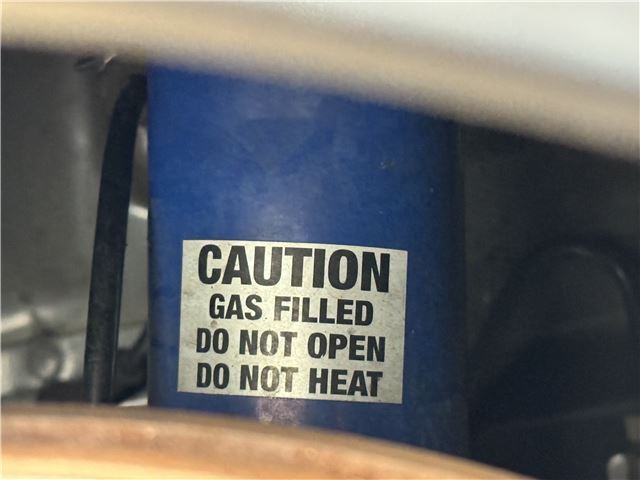 CAUTION
GAS FILLED
DO NOT OPEN
DO NOT HEAT